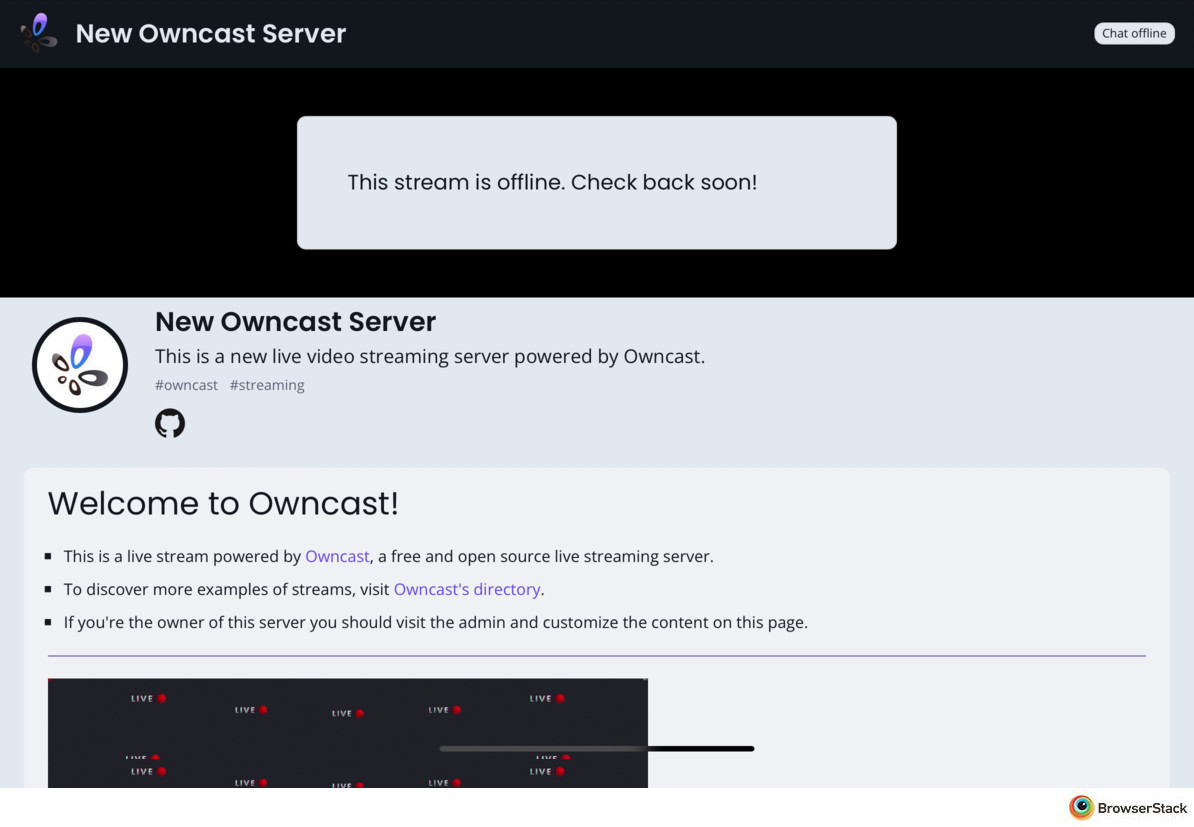 New Owncast Server
Chat offline
This stream is offline. Check back soon!
New Owncast Server
This is a new live video streaming server powered by Owncast.
#owncast #streaming
Welcome to Owncast!
This is a live stream powered by Owncast, a free and open source live streaming server.
To discover more examples of streams, visit Owncast's directory.
If you're the owner of this server you should visit the admin and customize the content on this page.
LIVE LIVE
LIVE LIVE
LIVE
LIVE LIVE
LIVE LIVE
LIVE LIVE
LIVE
BrowserStack